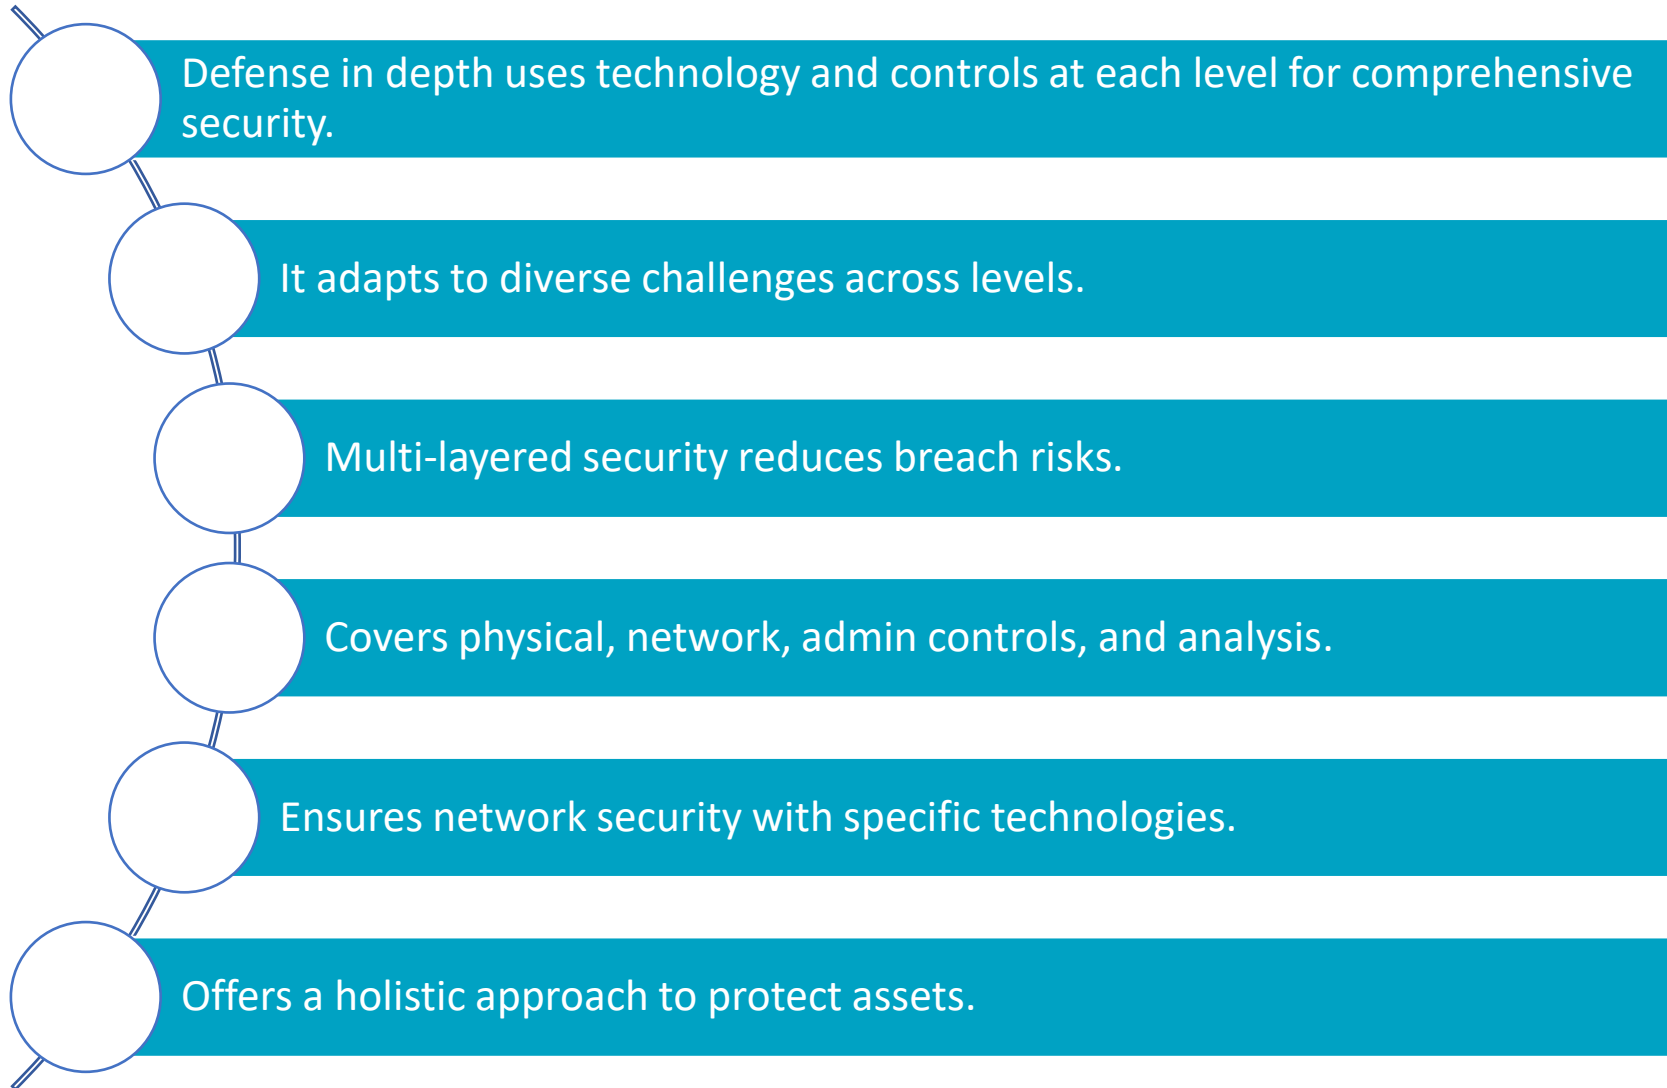 Defense in depth uses technology and controls at each level for comprehensive
security.
It adapts to diverse challenges across levels.
Multi-layered security reduces breach risks.
Covers physical, network, admin controls, and analysis.
Ensures network security with specific technologies.
Offers a holistic approach to protect assets.